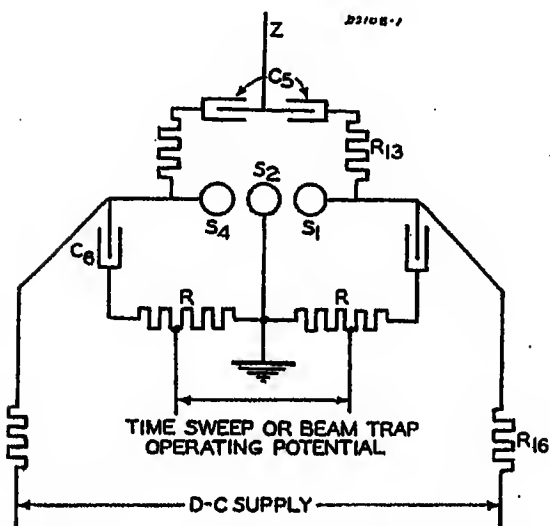 Z
C5
R13
S2
S4
S1
C6
R
R
TIME SWEEP OR BEAM TRAP
OPERATING POTENTIAL
R16
D-C SUPPLY